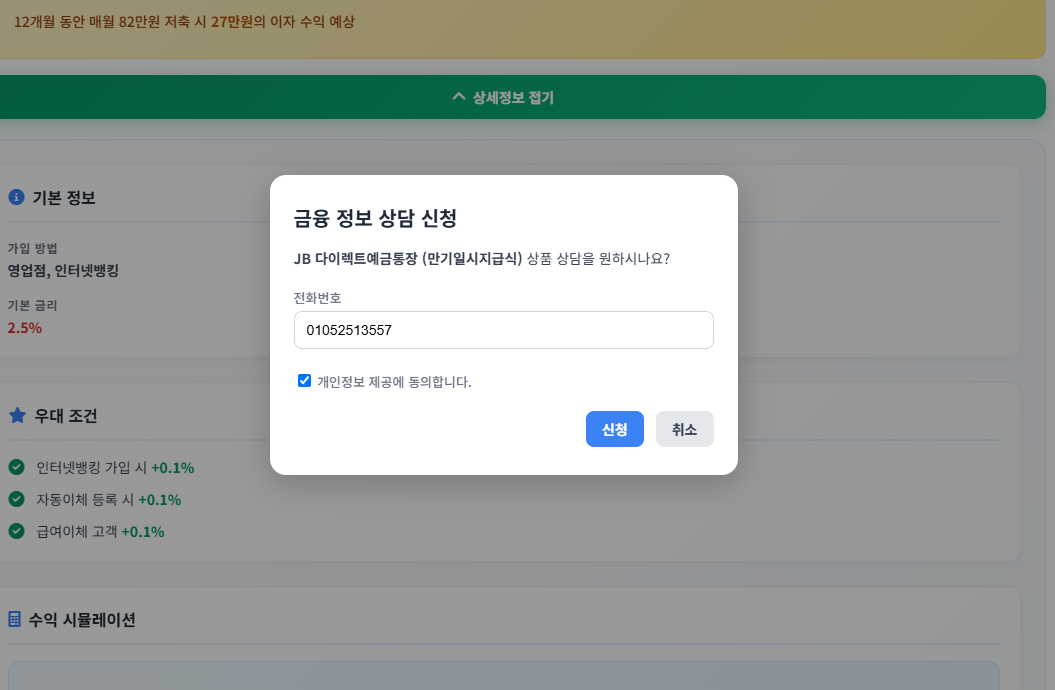 12개월 동안 매월 82만원 저축 시 27만원의 이자 수익 예상
상세정보 접기
기본 정보
가입 방법
영업점, 인터넷뱅킹
기본 금리
2.5%
금융 정보 상담 신청
JB 다이렉트예금통장 (만기일시지급식) 상품 상담을 원하시나요?
전화번호
01052513557
개인정보 제공에 동의합니다.
신청
취소
우대 조건
인터넷뱅킹 가입 시 +0.1%
자동이체 등록 시 +0.1%
급여이체 고객 +0.1%
수익 시뮬레이션